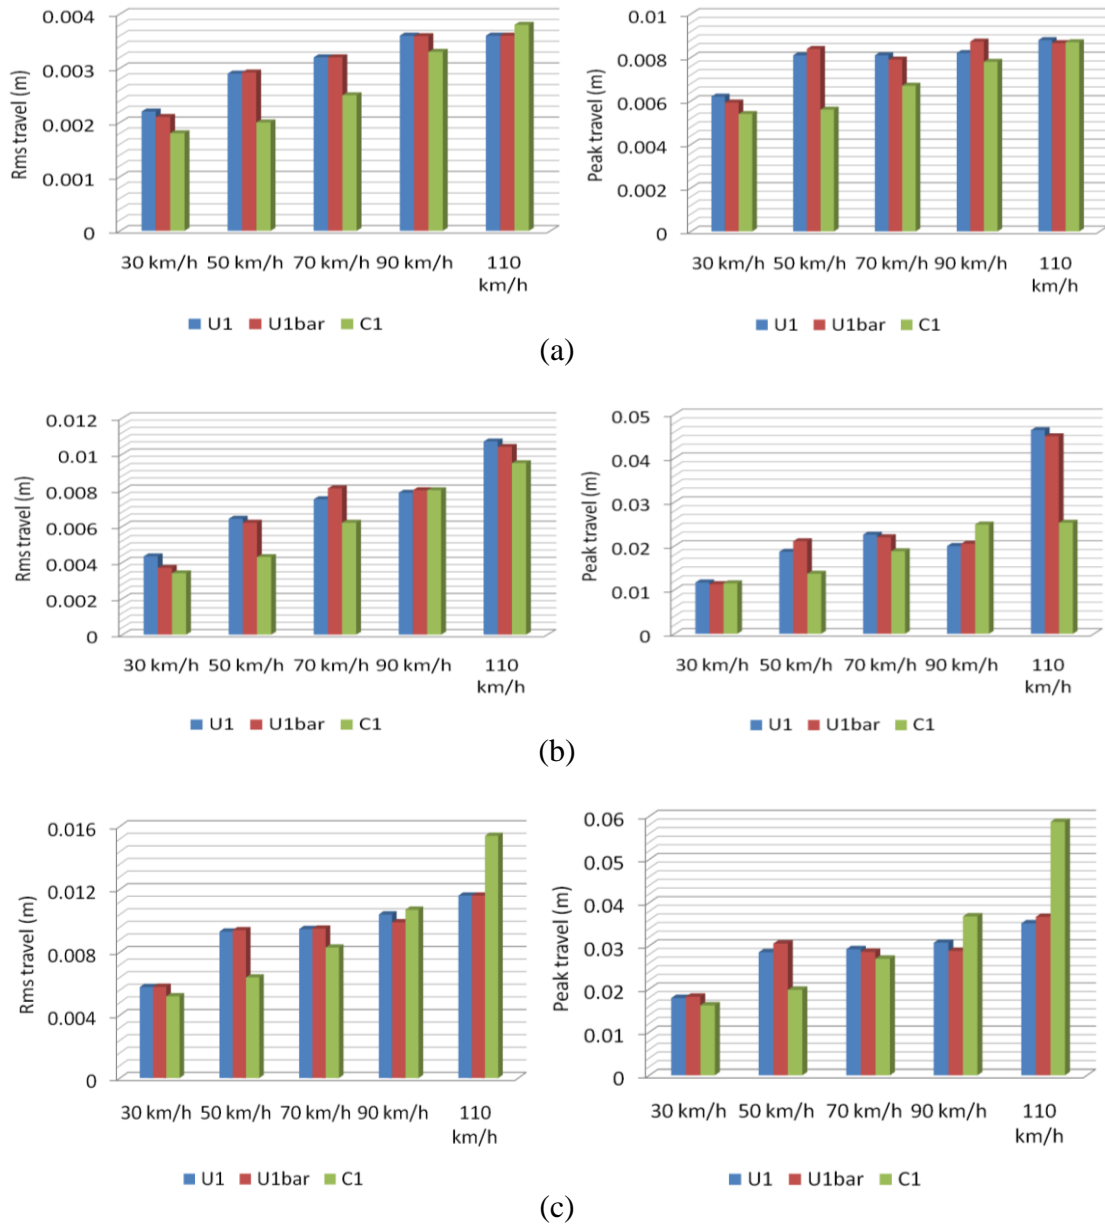 Rms travel (m)
0.004
0.003
0.002
0.001
0
30 km/h 50 km/h 70 km/h 90 km/h 110
km/h
U1 U1bar C1
Peak travel (m)
0.01
0.008
0.006
0.004
0.002
0
30 km/h 50 km/h 70 km/h 90 km/h 110
km/h
U1 U1bar C1
(a)
Rms travel (m)
0.012
0.01
0.008
0.006
0.004
0.002
0
30 km/h 50 km/h 70 km/h 90 km/h 110
km/h
U1 U1bar C1
Peak travel (m)
0.05
0.04
0.03
0.02
0.01
0
30 km/h 50 km/h 70 km/h 90 km/h 110
km/h
U1 U1bar C1
(b)
Rms travel (m)
0.016
0.012
0.008
0.004
0
30 km/h 50 km/h 70 km/h 90 km/h 110
km/h
U1 U1bar C1
Peak travel (m)
0.06
0.05
0.04
0.03
0.02
0.01
0
30 km/h 50 km/h 70 km/h 90 km/h 110
km/h
U1 U1bar C1
(c)